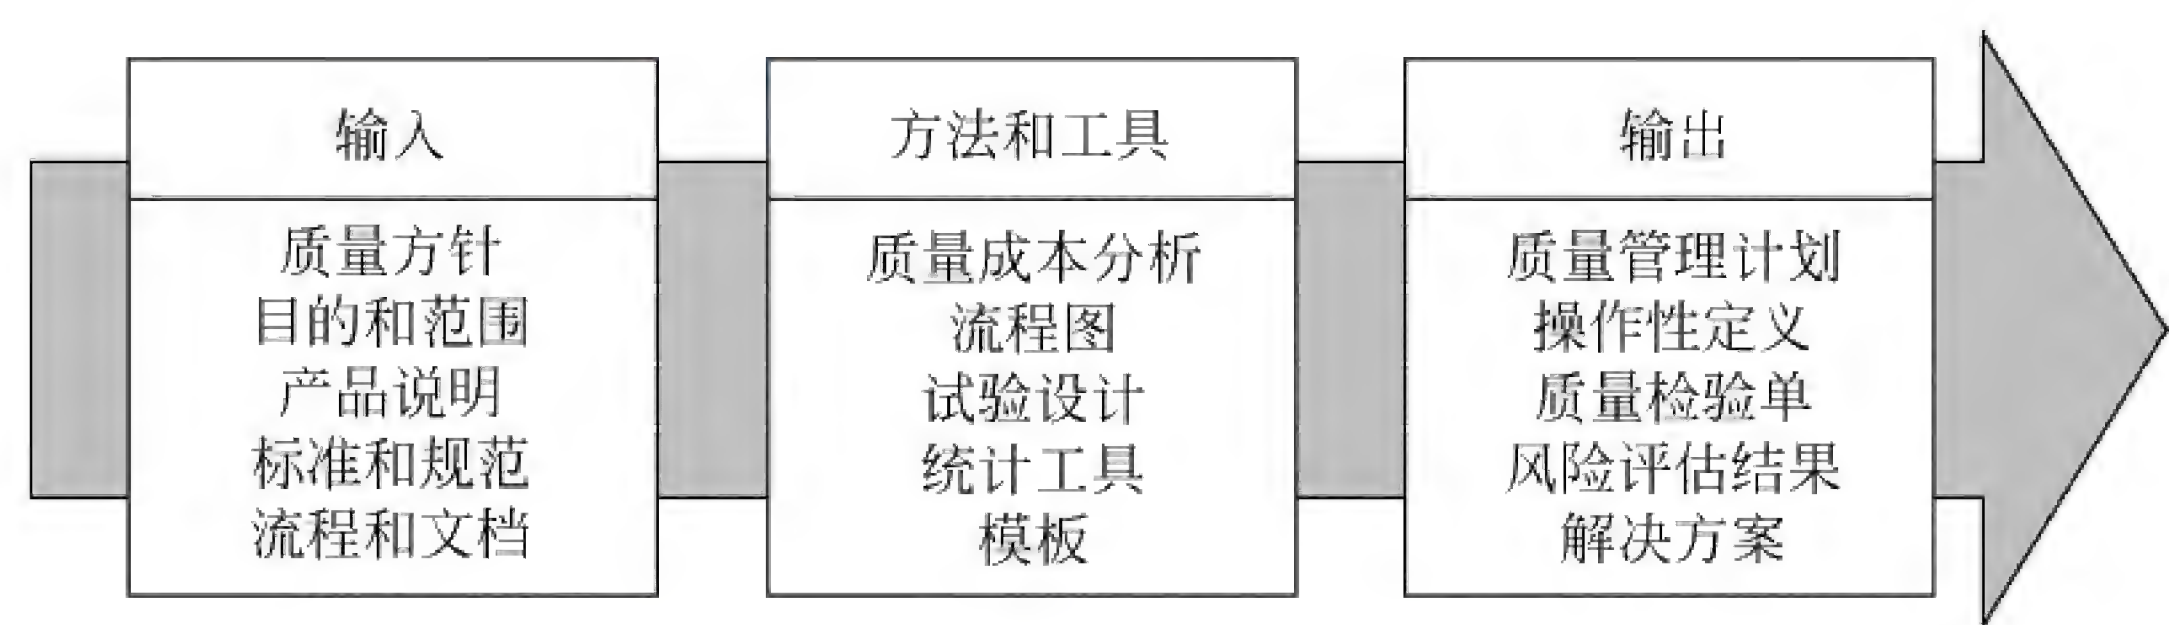 输入
质量方针
目的和范围
产品说明
标准和规范
流程和文档
方法和工具
质量成本分析
流程图
试验设计
统计工具
模板
输出
质量管理计划
操作性定义
质量检验单
风险评估结果
解决方案